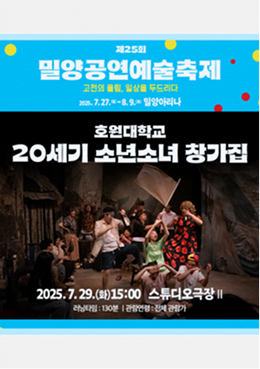 제25회
밀양공연예술축제
고전의 울림, 일상을 두드리다
2025. 7. 27.(일) - 8. 9.(토) 밀양아리나
호원대학교
20세기 소년소녀 창가집
2025. 7. 29.(화) 15:00 스튜디오극장 II
러닝타임 : 130분 | 관람연령 : 전체 관람가